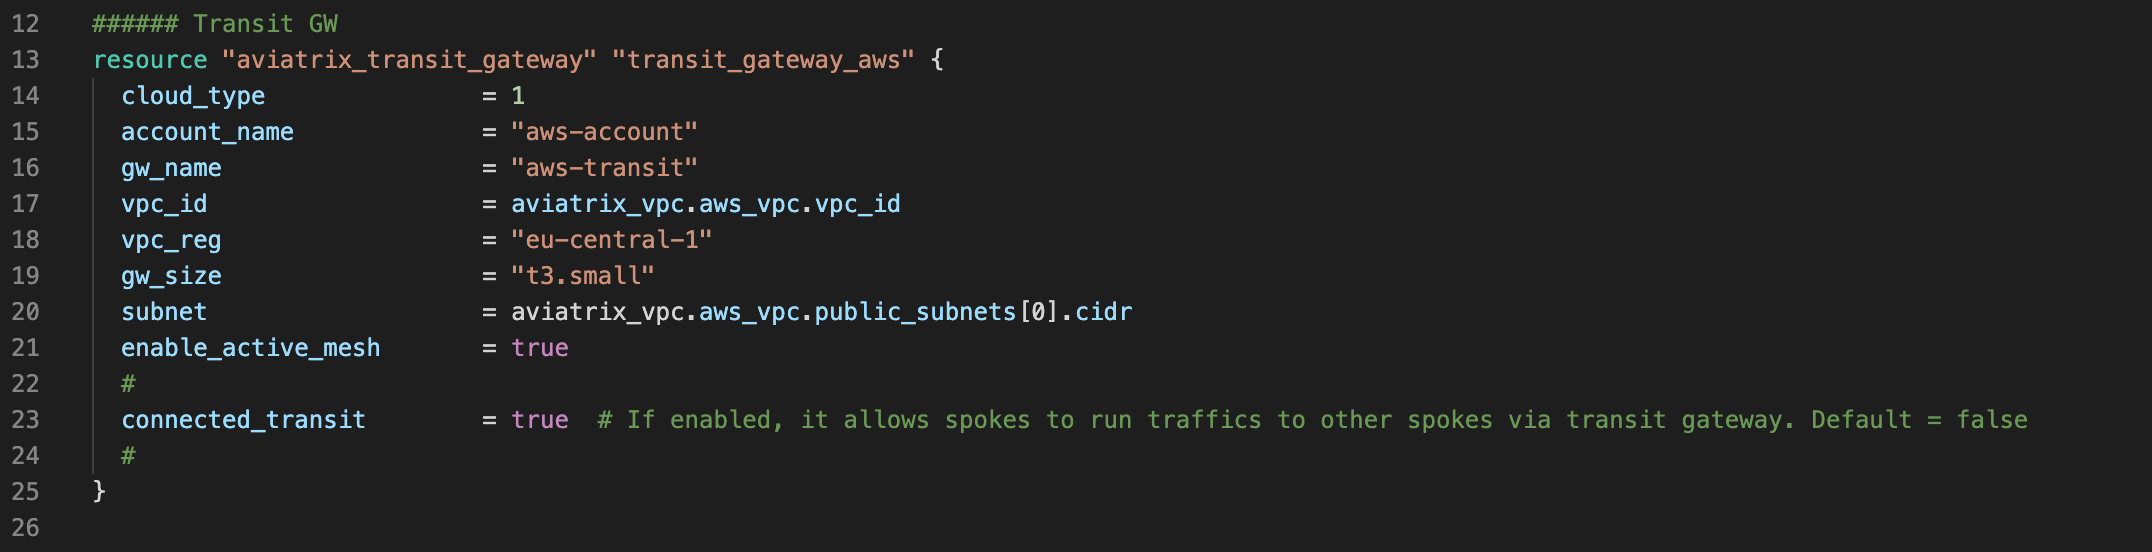 12 ###### Transit GW
13 resource "aviatrix_transit_gateway" "transit_gateway_aws" {
14 cloud_type = 1
15 account_name = "aws-account"
16 gw_name = "aws-transit"
17 vpc_id = aviatrix_vpc.aws_vpc.vpc_id
18 vpc_reg = "eu-central-1"
19 gw_size = "t3.small"
20 subnet = aviatrix_vpc.aws_vpc.public_subnets[0].cidr
21 enable_active_mesh = true
22 #
23 connected_transit = true # If enabled, it allows spokes to run traffics to other spokes via transit gateway. Default = false
24 #
25 }
26